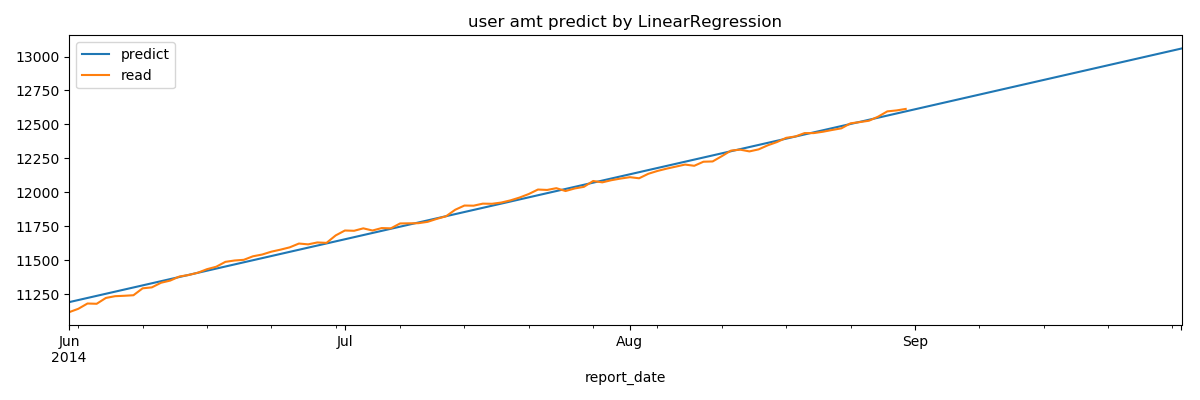 user amt predict by LinearRegression
predict
read
13000
12750
12500
12250
12000
11750
11500
11250
Jun
2014
Jul
Aug
Sep
report_date